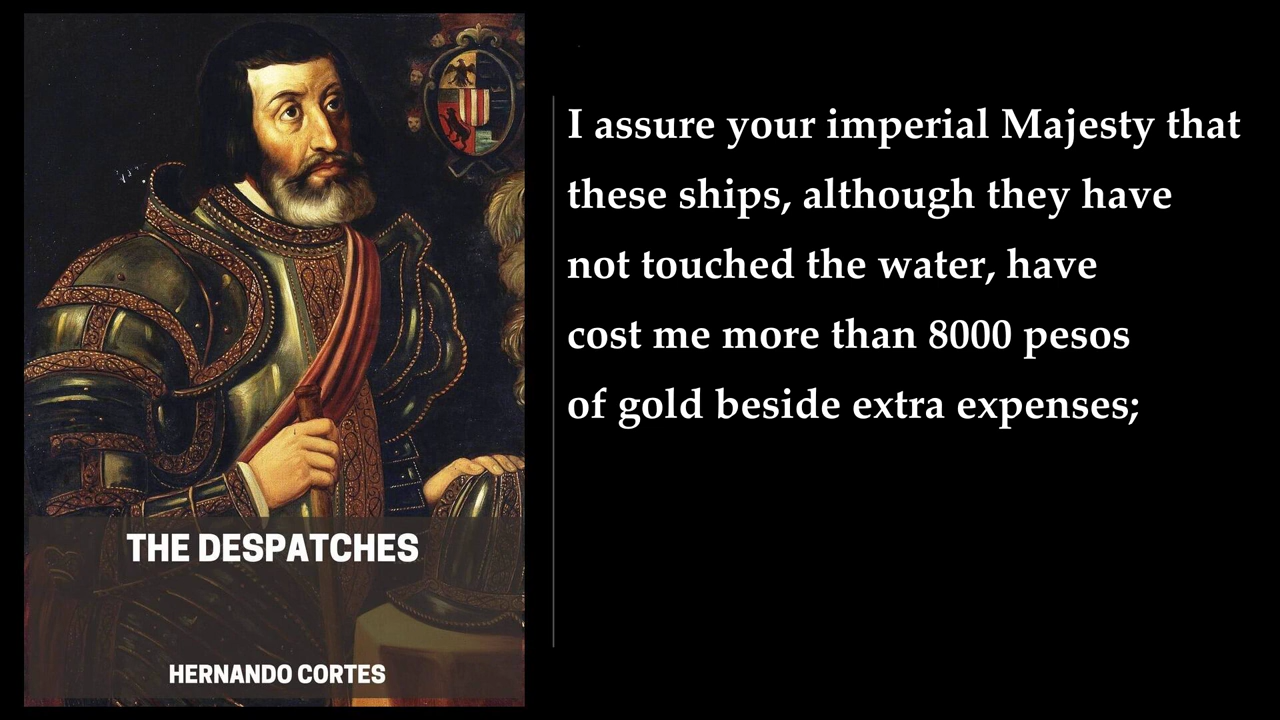 I assure your imperial Majesty that
these ships, although they have
not touched the water, have
cost me more than 8000 pesos
of gold beside extra expenses;
THE DESPATCHES
HERNANDO CORTES